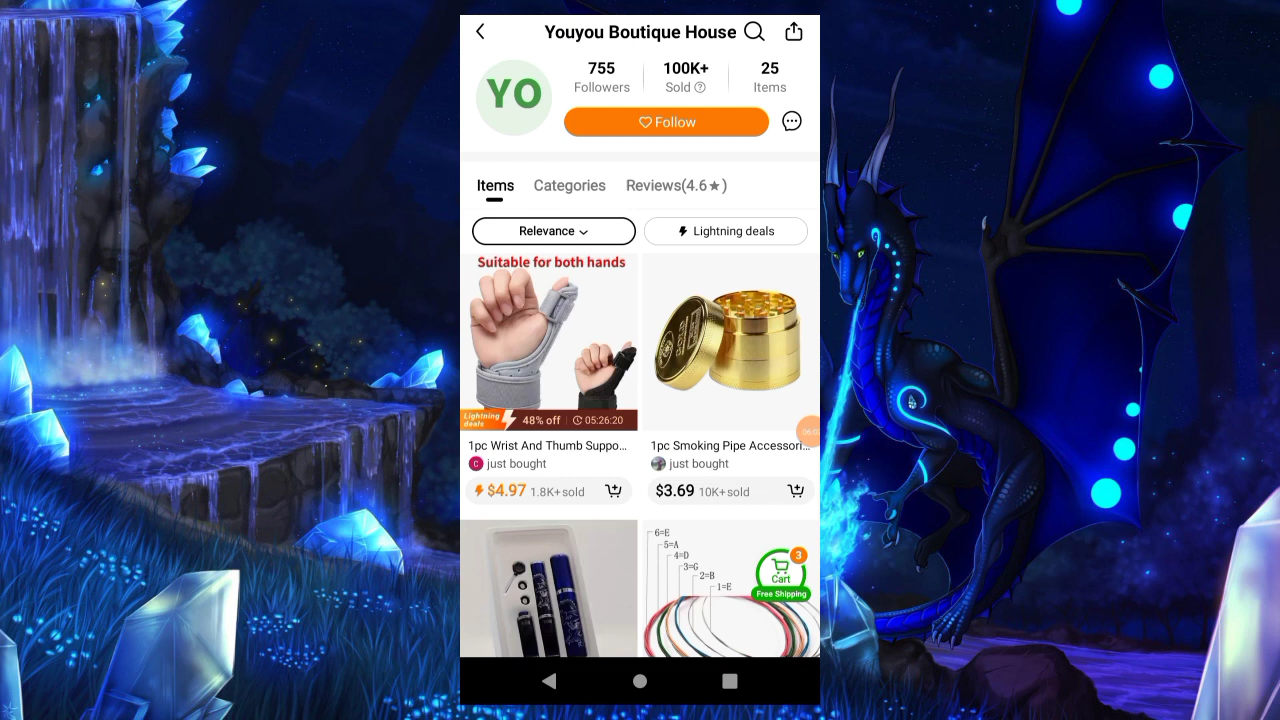 Youyou Boutique House
YO
755
Followers
100K+
Sold
25
Items
Follow
Items
Categories
Reviews(4.6★)
Relevance
Lightning deals
Suitable for both hands
Lightning deals
48% off
05:26:20
1pc Wrist And Thumb Suppo...
C just bought
$4.97 1.8K+sold
1pc Smoking Pipe Accessori...
just bought
$3.69 10K+sold
6=E
5=A
4=D
3=G
2=B
1=E
3
Cart
Free Shipping